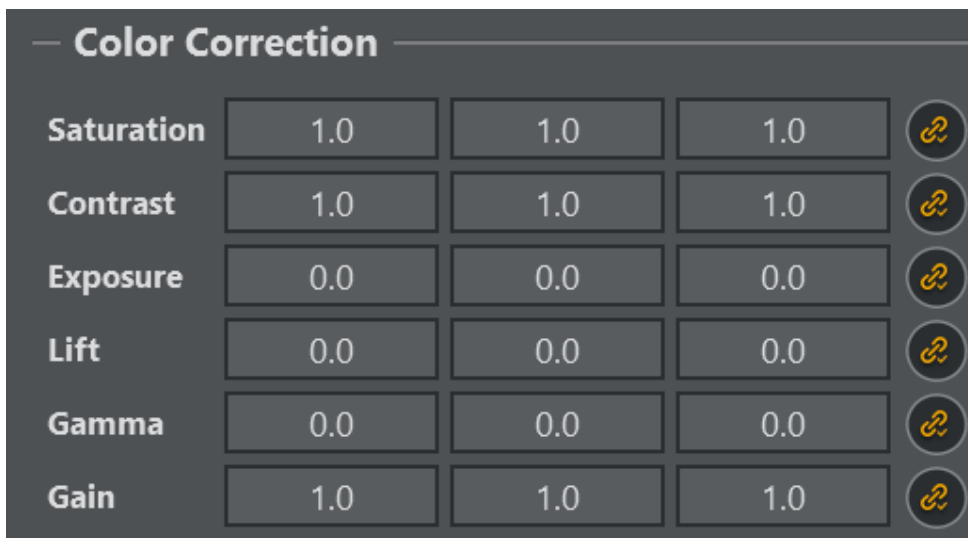 Color Correction
Saturation 1.0 1.0 1.0
Contrast 1.0 1.0 1.0
Exposure 0.0 0.0 0.0
Lift 0.0 0.0 0.0
Gamma 0.0 0.0 0.0
Gain 1.0 1.0 1.0